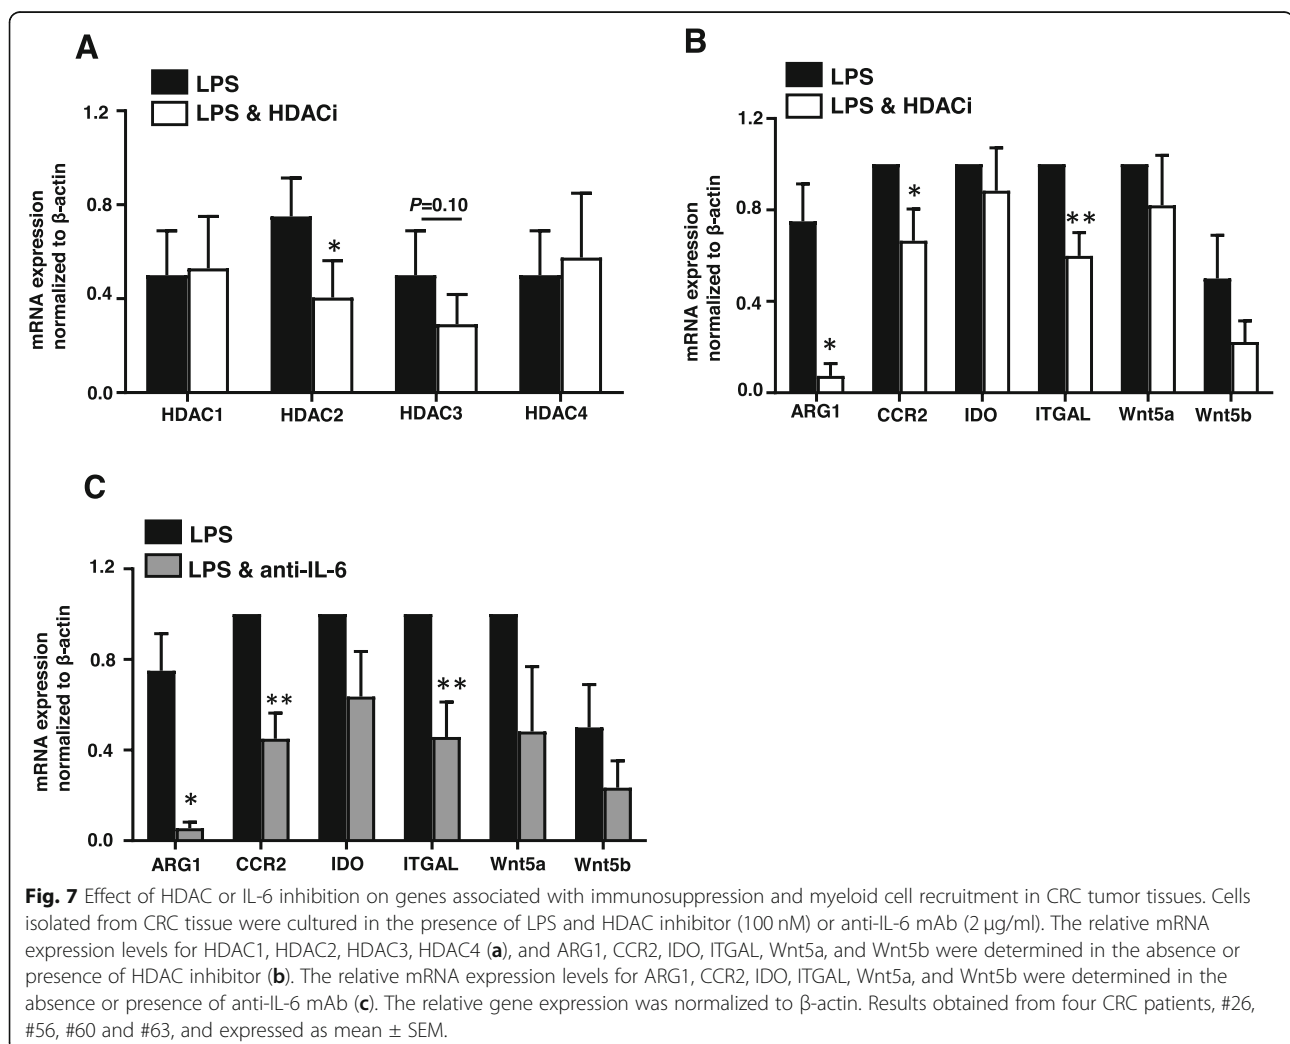 A
LPS
LPS & HDACi
mRNA expression
normalized to β-actin
1.2
0.8
0.4
0.0
*
P=0.10
HDAC1 HDAC2 HDAC3 HDAC4
B
LPS
LPS & HDACi
mRNA expression
normalized to β-actin
1.2
0.8
0.4
0.0
*
*
**
ARG1 CCR2 IDO ITGAL Wnt5a Wnt5b
C
LPS
LPS & anti-IL-6
mRNA expression
normalized to β-actin
1.2
0.8
0.4
0.0
*
**
**
ARG1 CCR2 IDO ITGAL Wnt5a Wnt5b
Fig. 7 Effect of HDAC or IL-6 inhibition on genes associated with immunosuppression and myeloid cell recruitment in CRC tumor tissues. Cells
isolated from CRC tissue were cultured in the presence of LPS and HDAC inhibitor (100 nM) or anti-IL-6 mAb (2 μg/ml). The relative mRNA
expression levels for HDAC1, HDAC2, HDAC3, HDAC4 (a), and ARG1, CCR2, IDO, ITGAL, Wnt5a, and Wnt5b were determined in the absence or
presence of HDAC inhibitor (b). The relative mRNA expression levels for ARG1, CCR2, IDO, ITGAL, Wnt5a, and Wnt5b were determined in the
absence or presence of anti-IL-6 mAb (c). The relative gene expression was normalized to β-actin. Results obtained from four CRC patients, #26,
#56, #60 and #63, and expressed as mean ± SEM.